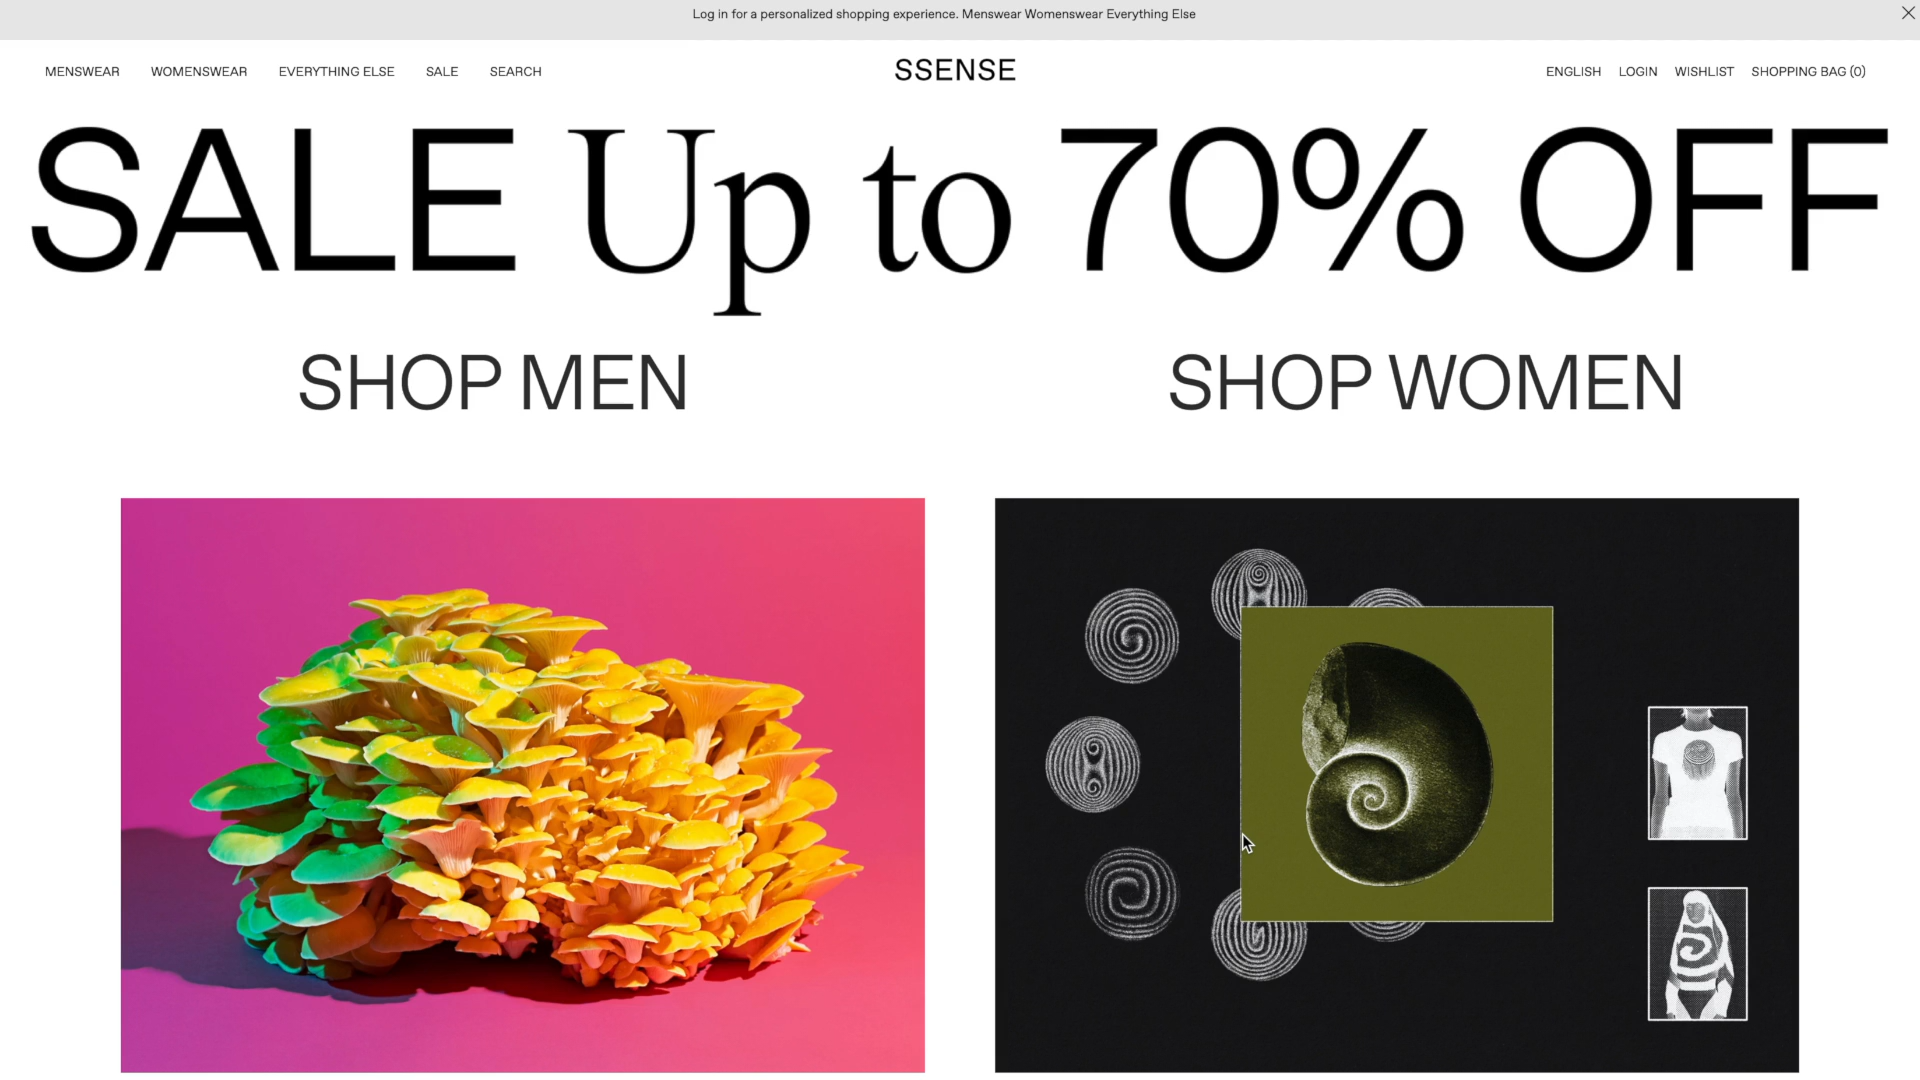 Log in for a personalized shopping experience. Menswear Womenswear Everything Else
MENSWEAR WOMENSWEAR EVERYTHING ELSE SALE SEARCH SSENSE ENGLISH LOGIN WISHLIST SHOPPING BAG (0)
SALE Up to 70% OFF
SHOP MEN SHOP WOMEN